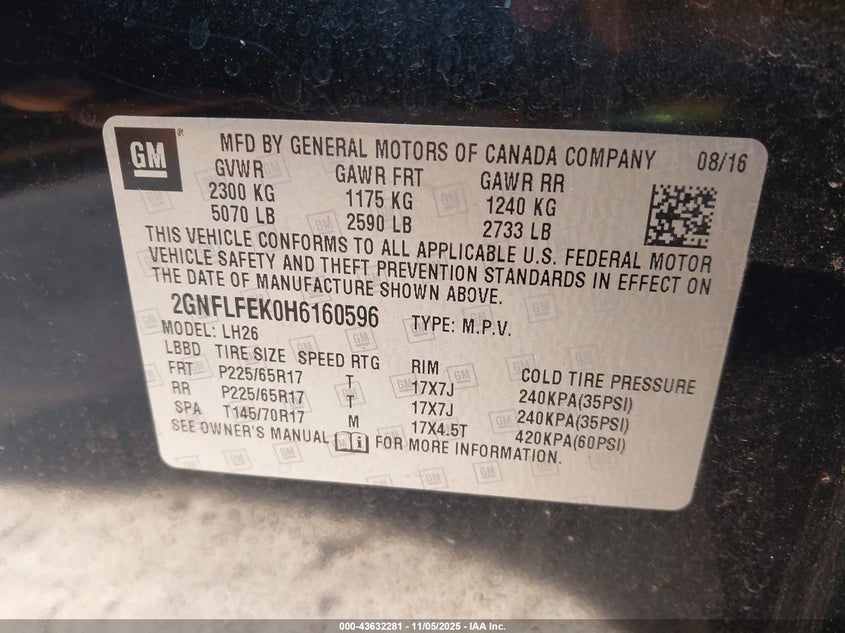 GM ® MFD BY GENERAL MOTORS OF CANADA COMPANY 08/16
GVWR GAWR FRT GAWR RR
2300 KG 1175 KG 1240 KG
5070 LB 2590 LB 2733 LB
THIS VEHICLE CONFORMS TO ALL APPLICABLE U.S. FEDERAL MOTOR
VEHICLE SAFETY AND THEFT PREVENTION STANDARDS IN EFFECT ON
THE DATE OF MANUFACTURE SHOWN ABOVE.
2GNFLFEK0H6160596 TYPE: M.P.V.
MODEL: LH26
LBBD TIRE SIZE SPEED RTG RIM COLD TIRE PRESSURE
FRT P225/65R17 T 17X7J 240KPA(35PSI)
RR P225/65R17 T 17X7J 240KPA(35PSI)
SPA T145/70R17 M 17X4.5T 420KPA(60PSI)
SEE OWNER'S MANUAL FOR MORE INFORMATION.
000-43632281 - 11/05/2025 - IAA Inc.